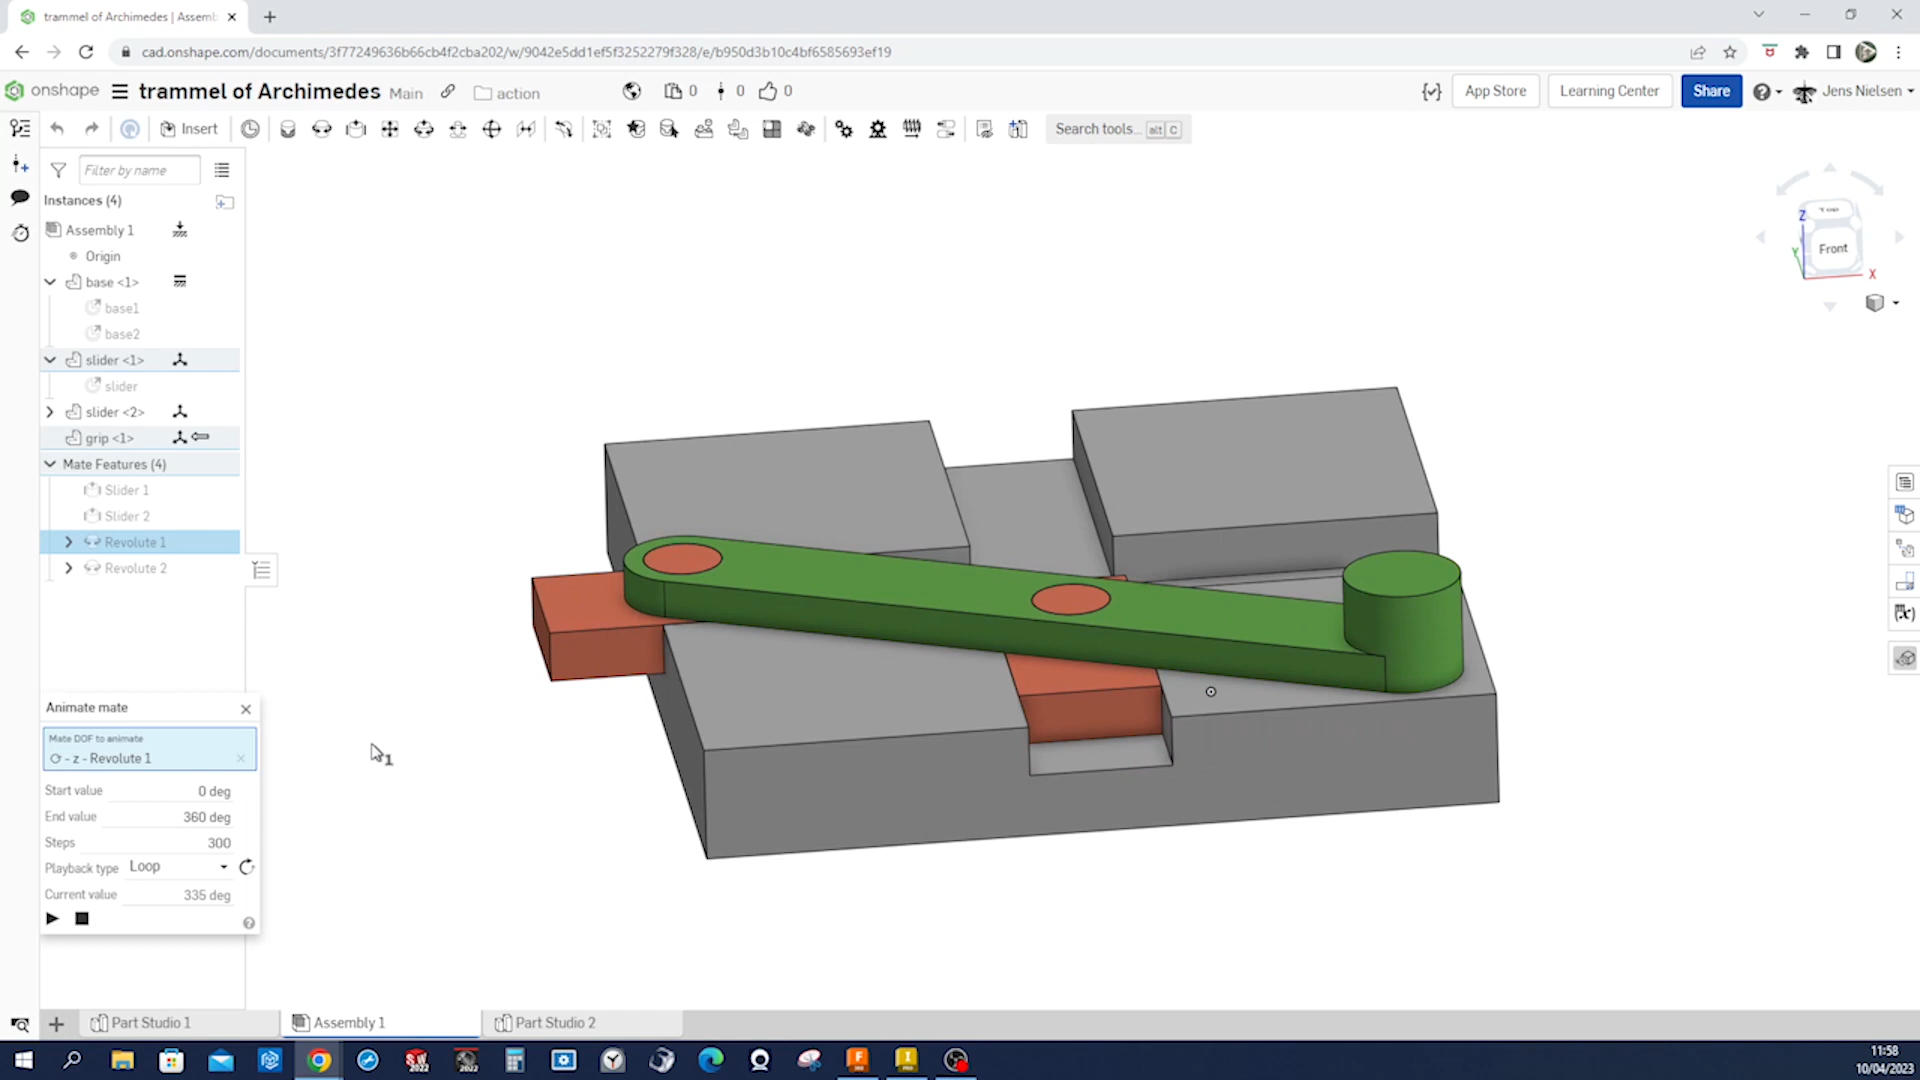 trammel of Archimedes | Assemb
cad.onshape.com/documents/3f77249636b66cb4f2cba202/w/9042e5dd1ef5f3252279f328/e/b950d3b10c4bf6585693ef19
onshape trammel of Archimedes Main action 0 0 0 App Store Learning Center Share Jens Nielsen
Insert Search tools... alt C
Filter by name
Instances (4)
Assembly 1
Origin
base <1>
base1
base2
slider <1>
slider
slider <2>
grip <1>
Mate Features (4)
Slider 1
Slider 2
Revolute 1
Revolute 2
Top
Z
Front
Y
X
Animate mate
Mate DOF to animate
- z - Revolute 1
1
Start value 0 deg
End value 360 deg
Steps 300
Playback type Loop
Current value 335 deg
Part Studio 1
Assembly 1
Part Studio 2
SW
2022
2022
F
I
11:58
10/04/2023